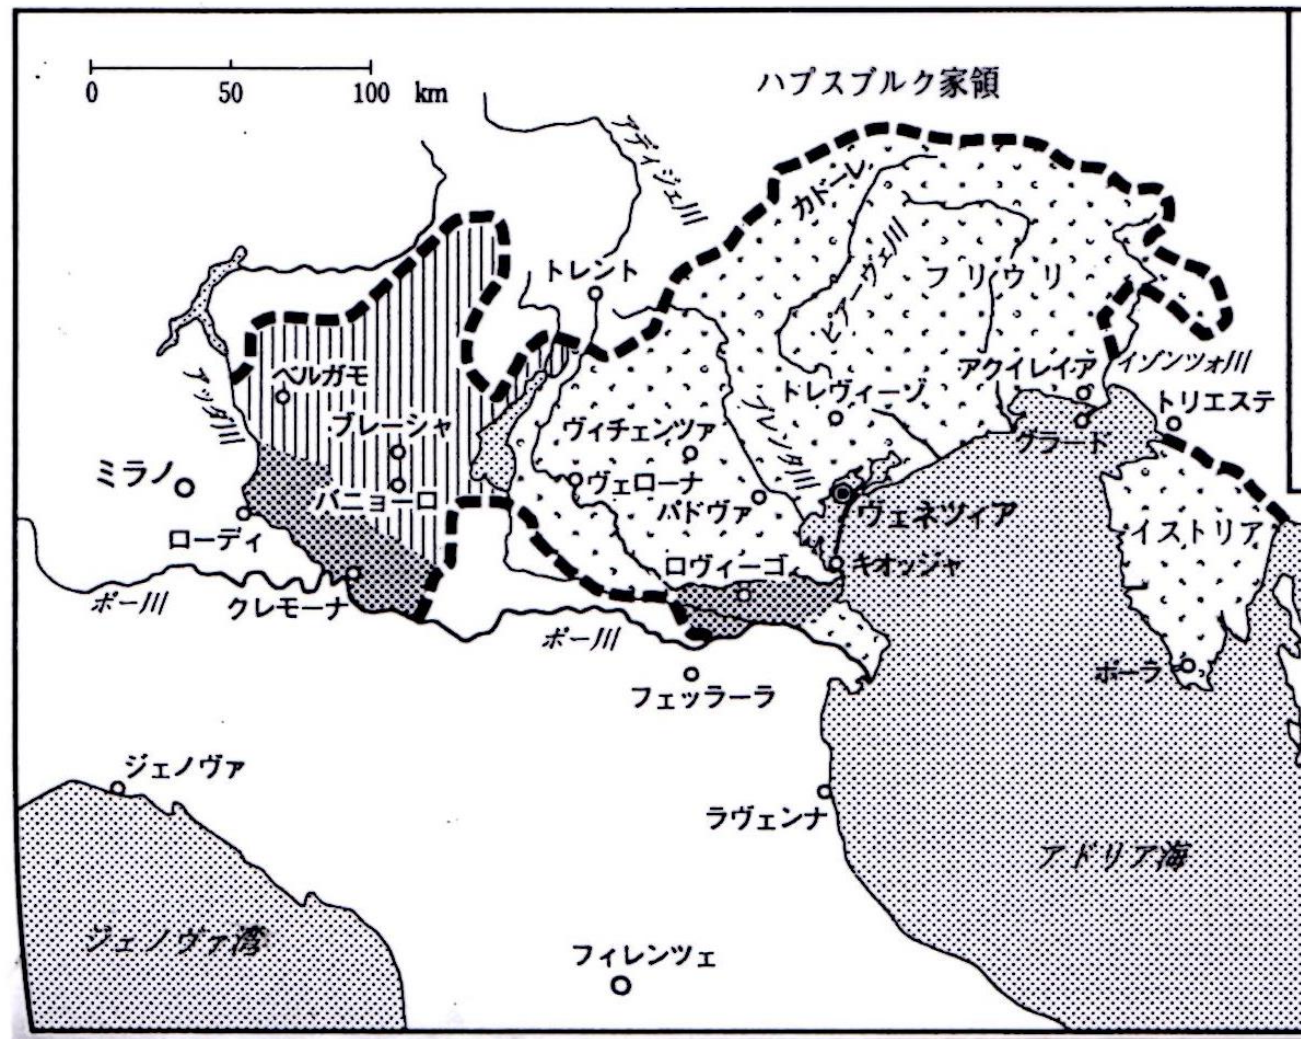 0 50 100 km
ハプスブルク家領
アディジェ川
カドーレ
ピアーヴェ川
フリウリ
トレント
アクイレイア
イゾンツォ川
アッダ川
ベルガモ
トレヴィーゾ
トリエステ
ブレーシャ
ヴィチェンツァ
ブレンタ川
グラード
ミラノ
バニョーロ
ヴェローナ
パドヴァ
ヴェネツィア
イストリア
ローディ
ロヴィーゴ
キオッジャ
クレモーナ
ポー川
ポー川
ポーラ
フェッラーラ
ジェノヴァ
ラヴェンナ
アドリア海
ジェノヴァ湾
フィレンツェ